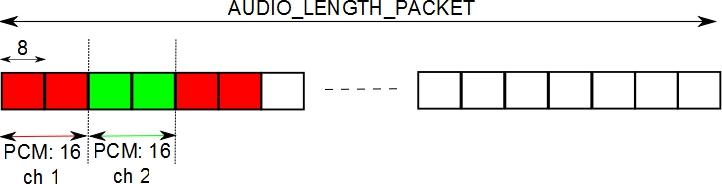 AUDIO_LENGTH_PACKET
8
PCM: 16 PCM: 16
ch 1 ch 2